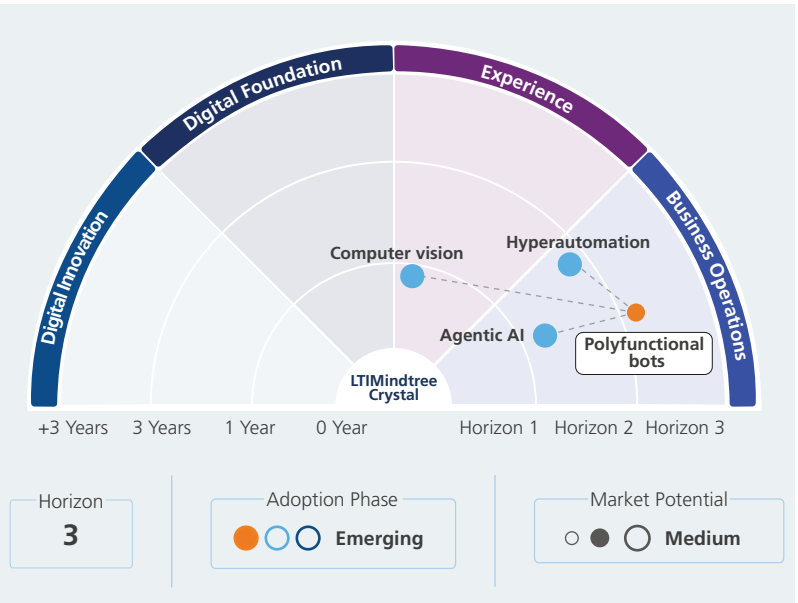 Digital Foundation
Experience
Digital Innovation
Business Operations
Computer vision
Hyperautomation
Agentic AI
Polyfunctional
bots
LTIMindtree
Crystal
+3 Years
3 Years
1 Year
0 Year
Horizon 1
Horizon 2
Horizon 3
Horizon
3
Adoption Phase
Emerging
Market Potential
Medium